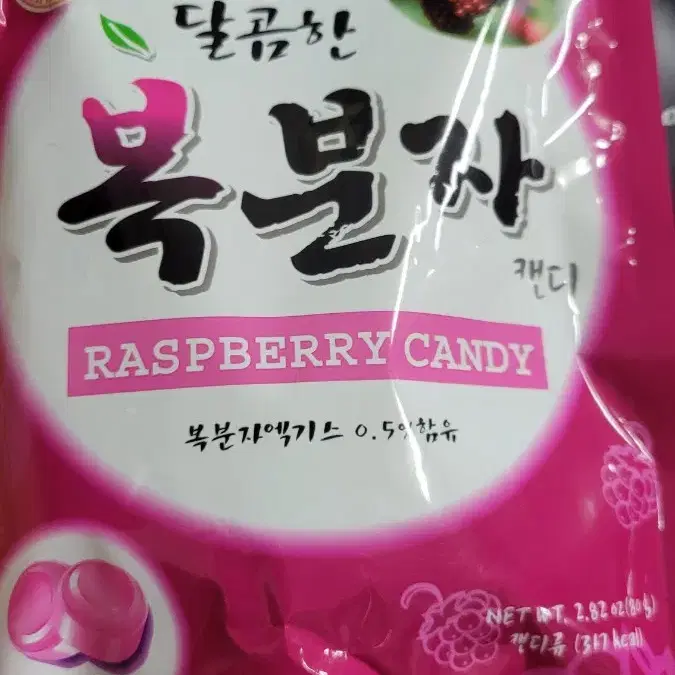 달콤한
복분자
캔디
RASPBERRY CANDY
복분자엑기스 0.5%함유
NET WT. 2.82 oz(80g)
캔디류 (317 kcal)